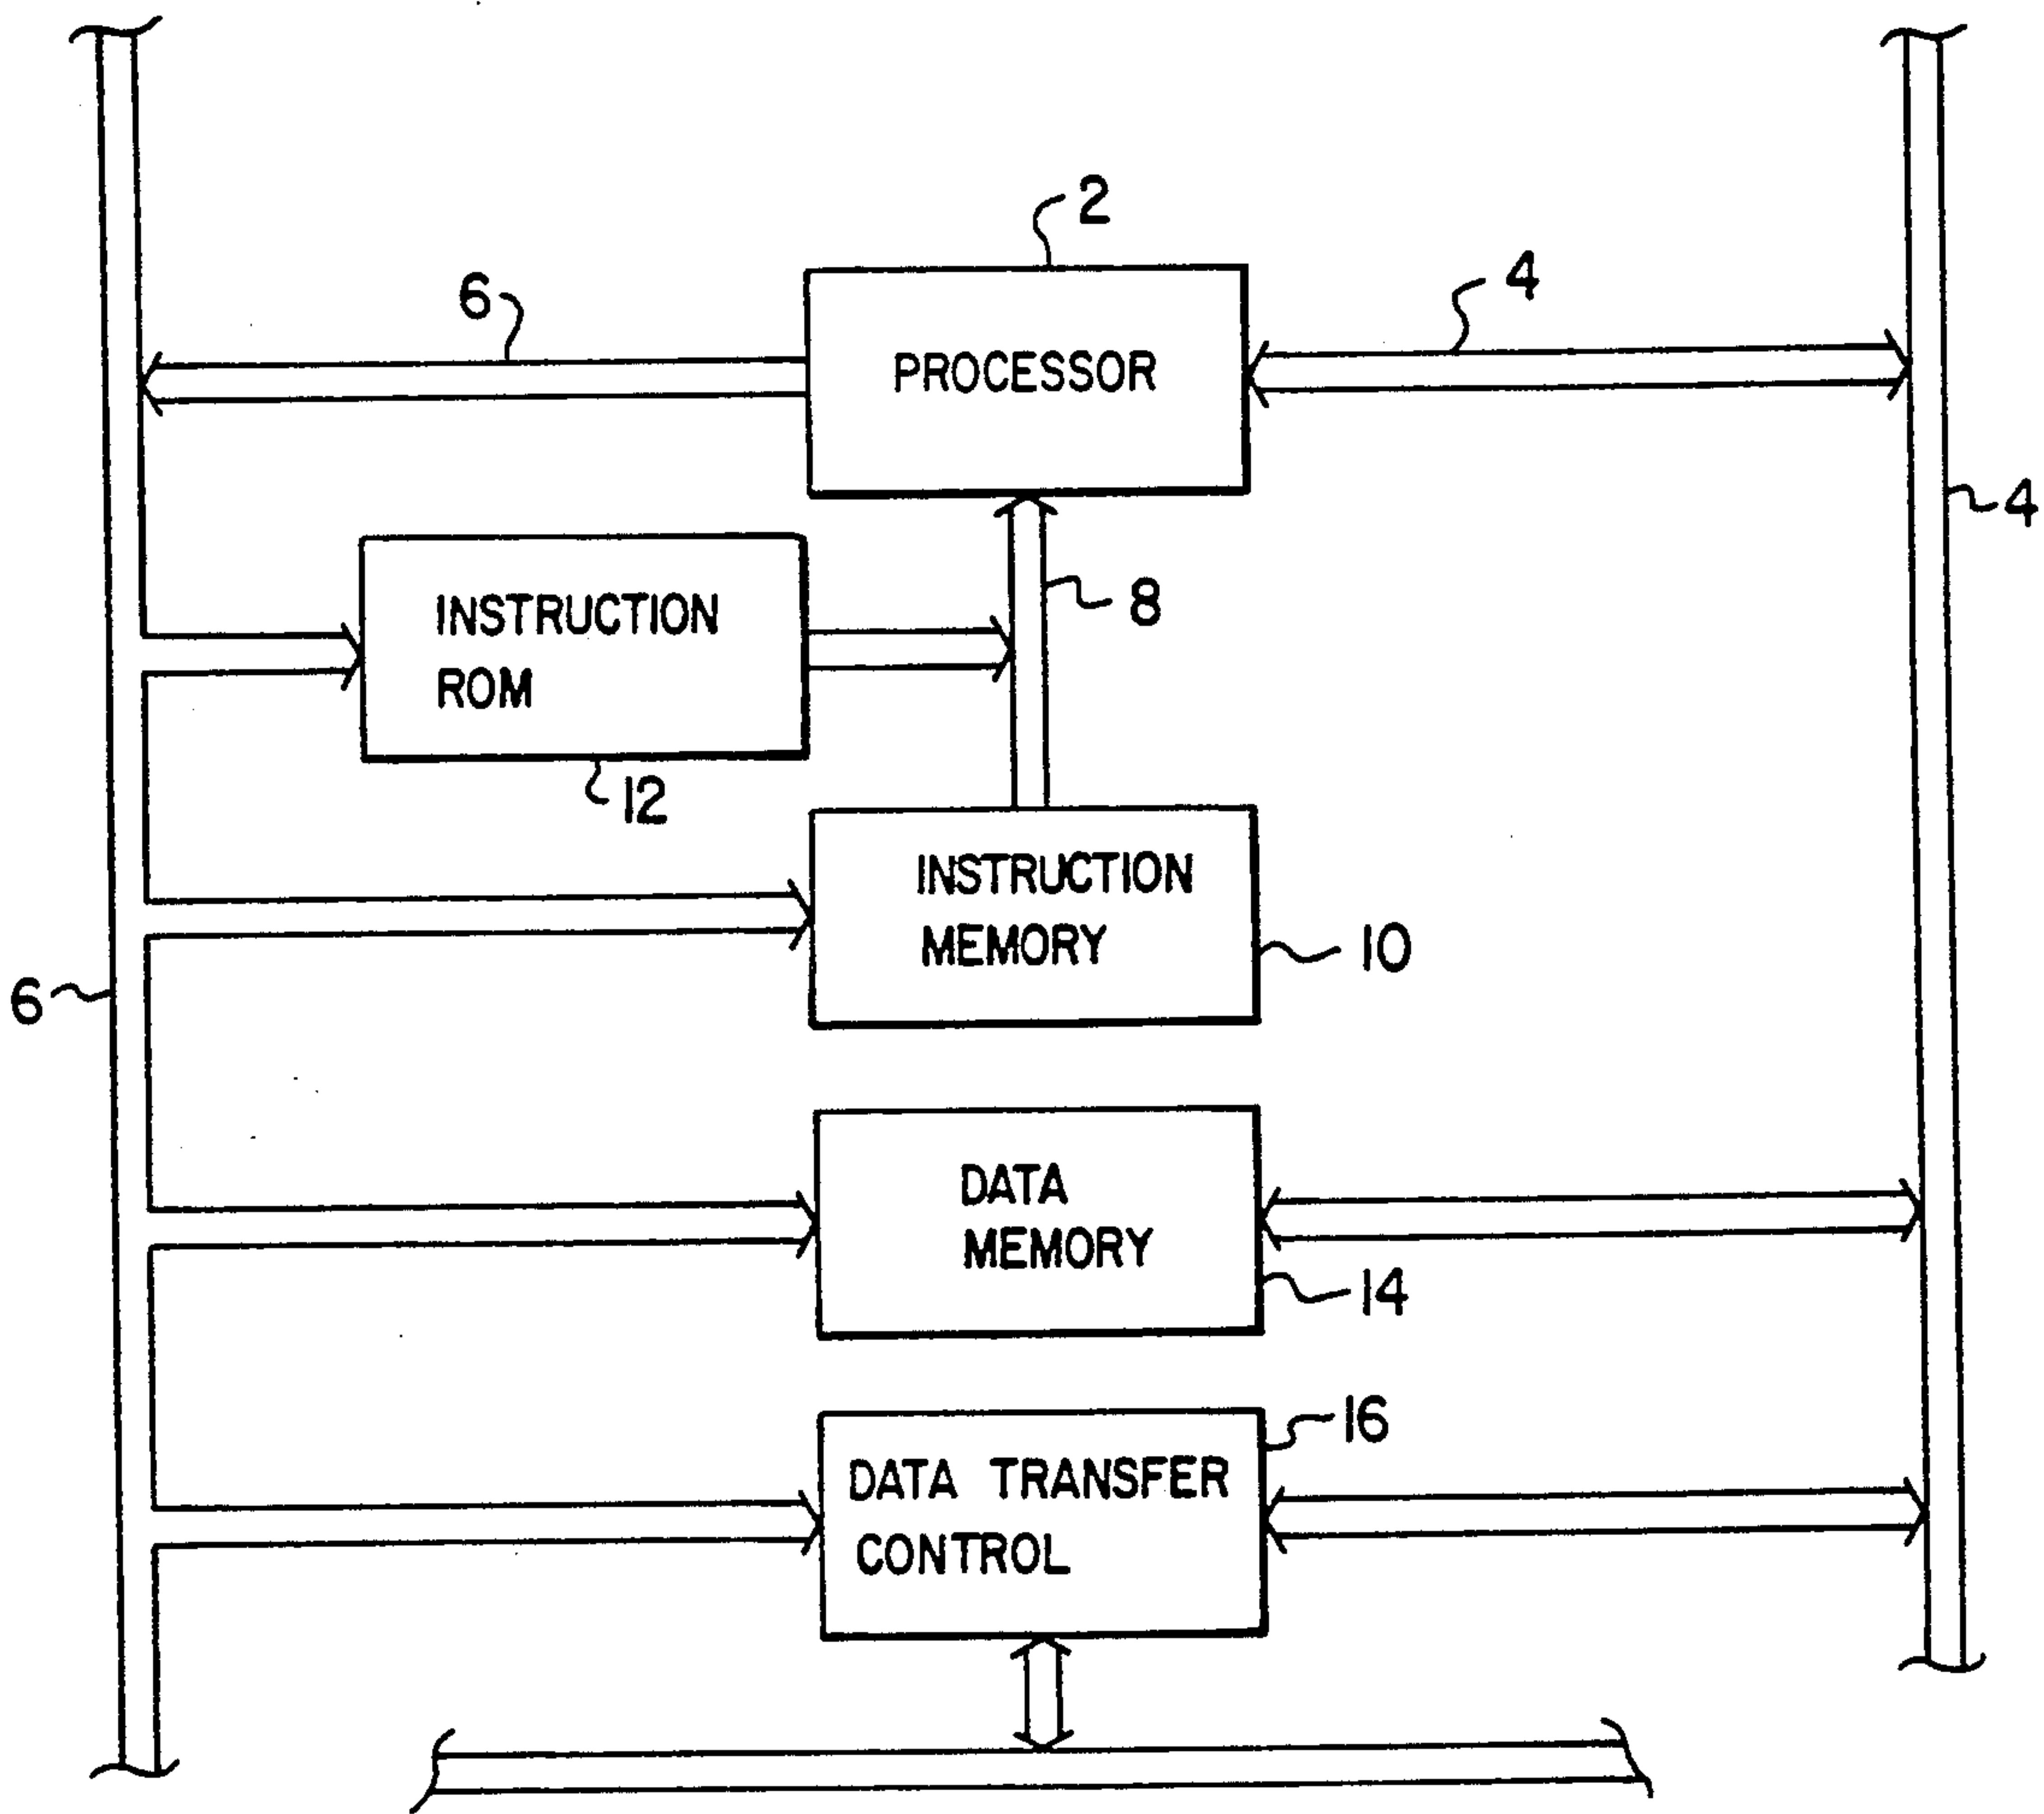 2
6
4
PROCESSOR
4
8
INSTRUCTION
ROM
12
INSTRUCTION
MEMORY
10
6
DATA
MEMORY
14
16
DATA TRANSFER
CONTROL